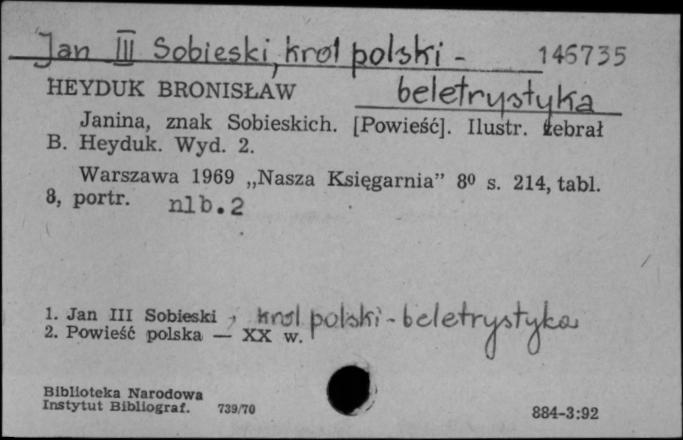 Jan III Sobieski, król polski - 146735
beletrystyka
HEYDUK BRONISŁAW
Janina, znak Sobieskich. [Powieść]. Ilustr. zebrał
B. Heyduk. Wyd. 2.
Warszawa 1969 „Nasza Księgarnia” 8⁰ s. 214, tabl.
8, portr. nlb.2
1. Jan III Sobieski, król polski - beletrystyka
2. Powieść polska — XX w.
Biblioteka Narodowa
Instytut Bibliograf. 739/70
884-3:92